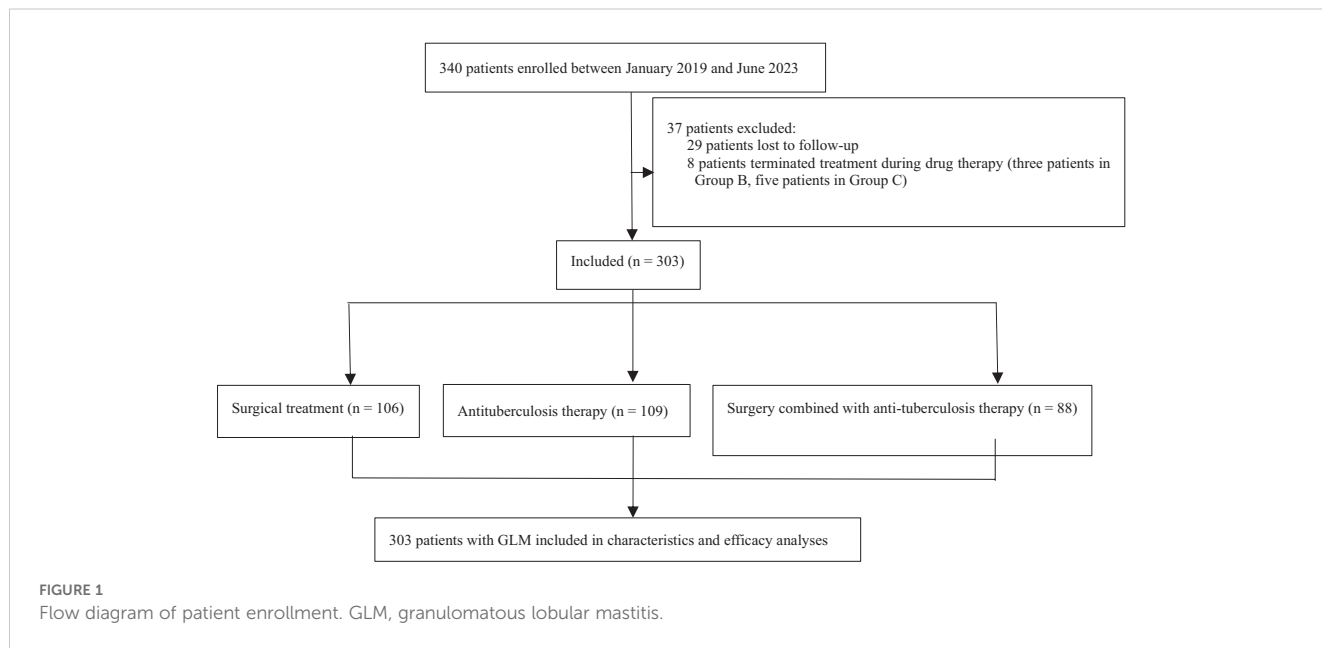 340 patients enrolled between January 2019 and June 2023
37 patients excluded:
29 patients lost to follow-up
8 patients terminated treatment during drug therapy (three patients in
Group B, five patients in Group C)
Included (n = 303)
Surgical treatment (n = 106)
Antituberculosis therapy (n = 109)
Surgery combined with anti-tuberculosis therapy (n = 88)
303 patients with GLM included in characteristics and efficacy analyses
FIGURE 1
Flow diagram of patient enrollment. GLM, granulomatous lobular mastitis.